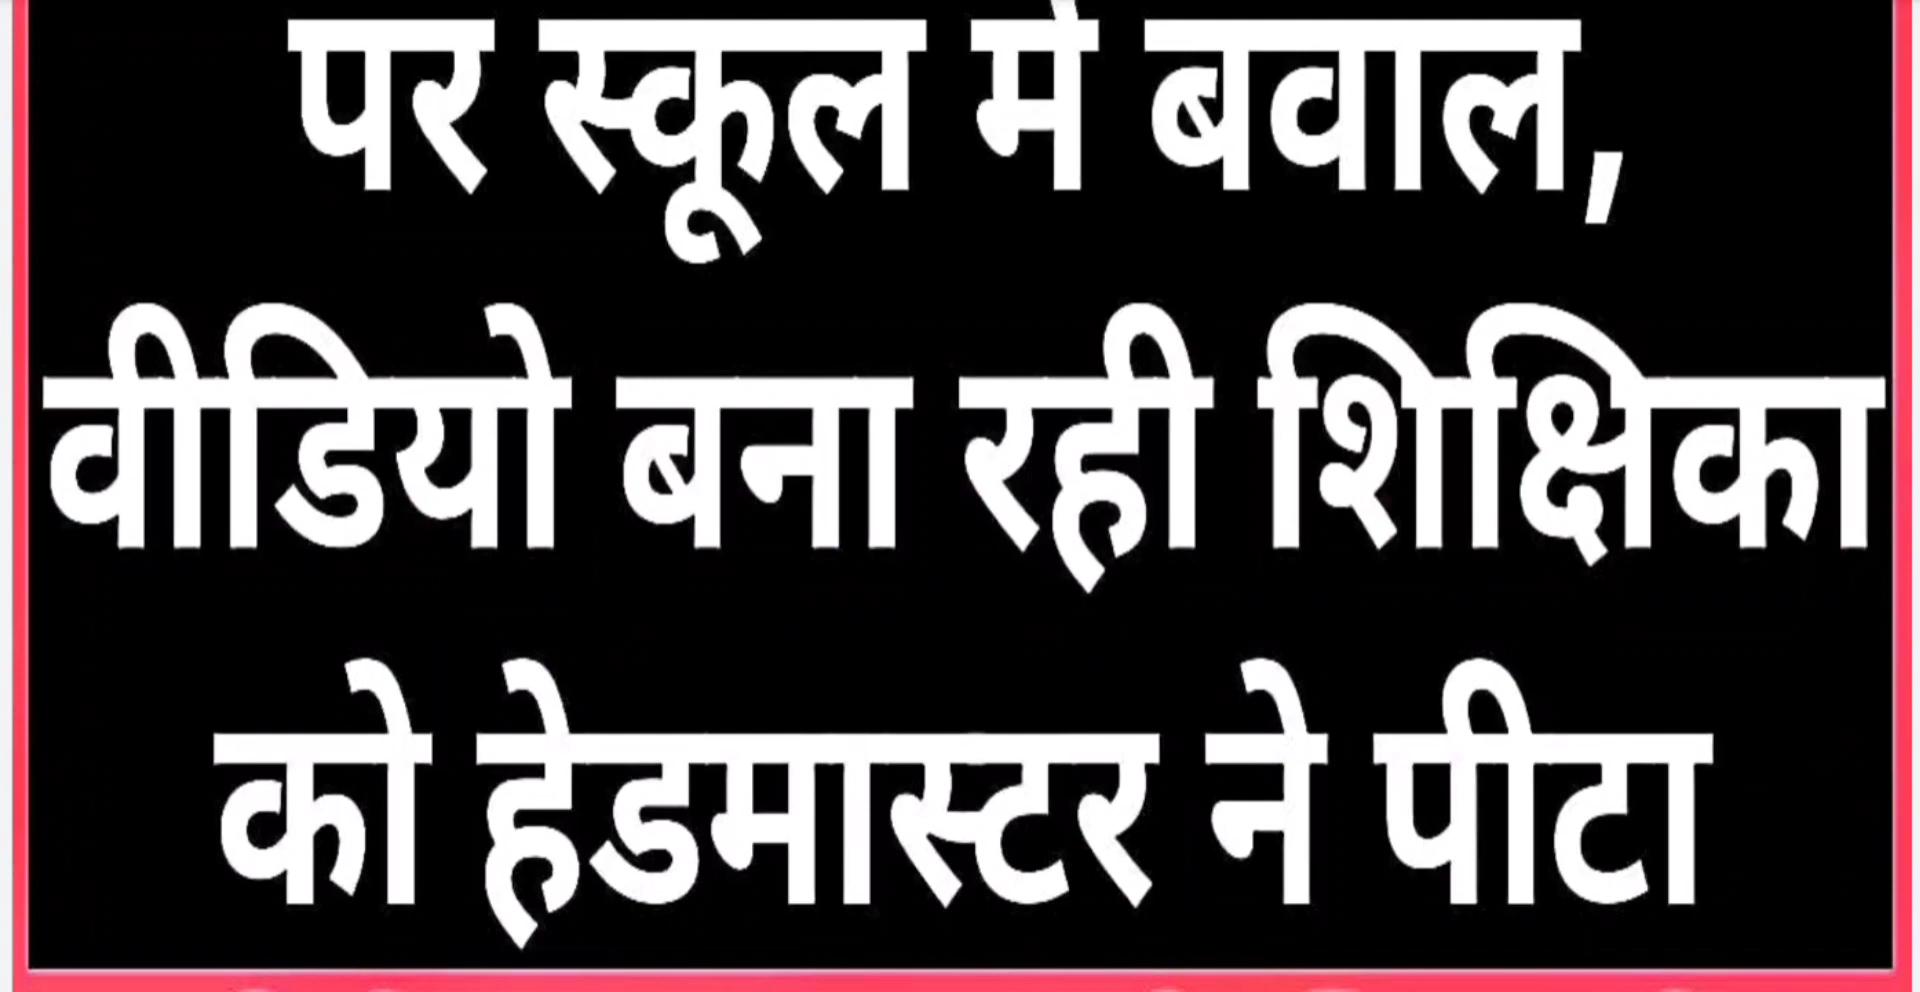 पर स्कूल में बवाल,
वीडियो बना रही शिक्षिका
को हेडमास्टर ने पीटा